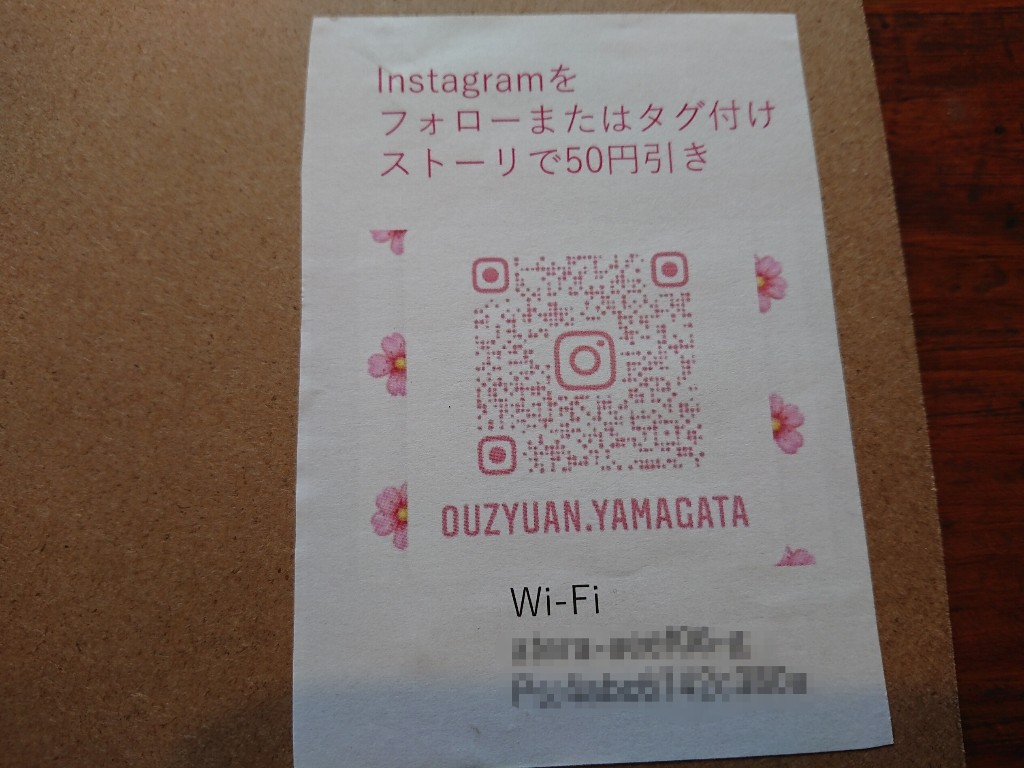 Instagramを
フォローまたはタグ付け
ストーリで50円引き
OUZYUAN.YAMAGATA
Wi-Fi